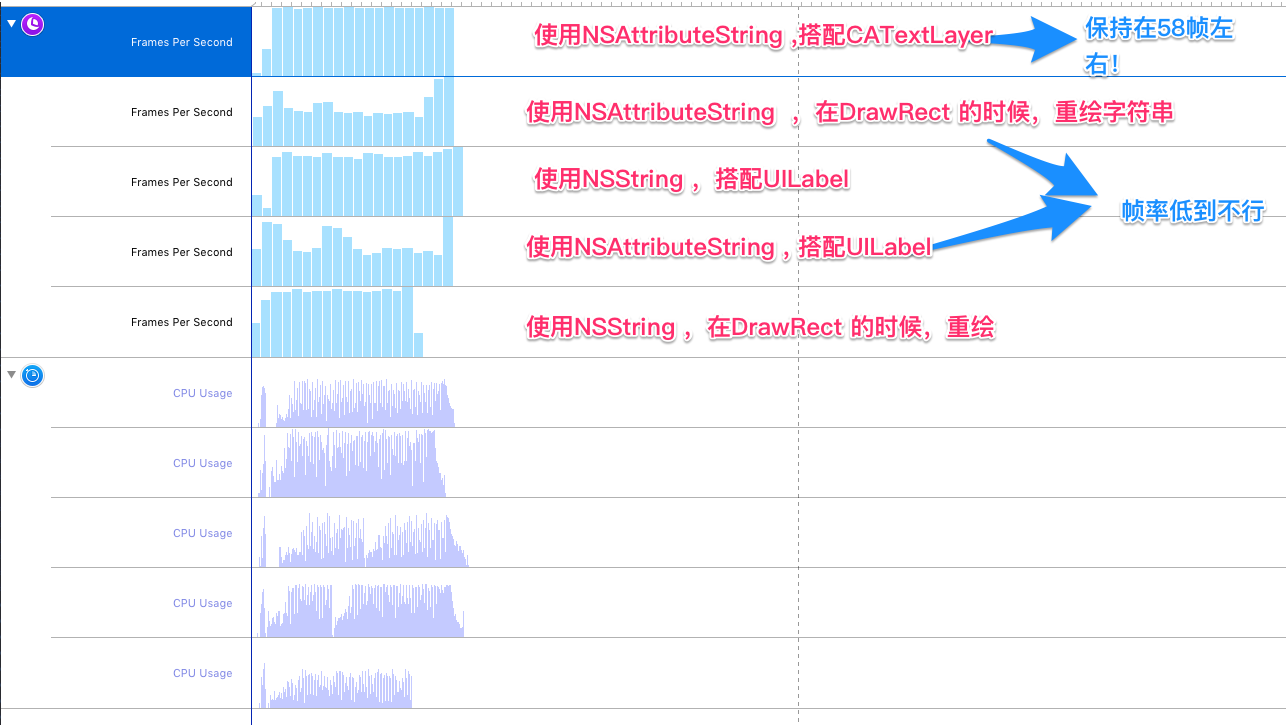 Frames Per Second
使用NSAttributeString ,搭配CATextLayer
保持在58帧左
右!
Frames Per Second
使用NSAttributeString ，在DrawRect 的时候，重绘字符串
Frames Per Second
使用NSString ，搭配UILabel
帧率低到不行
Frames Per Second
使用NSAttributeString , 搭配UILabel
Frames Per Second
使用NSString ，在DrawRect 的时候，重绘
CPU Usage
CPU Usage
CPU Usage
CPU Usage
CPU Usage